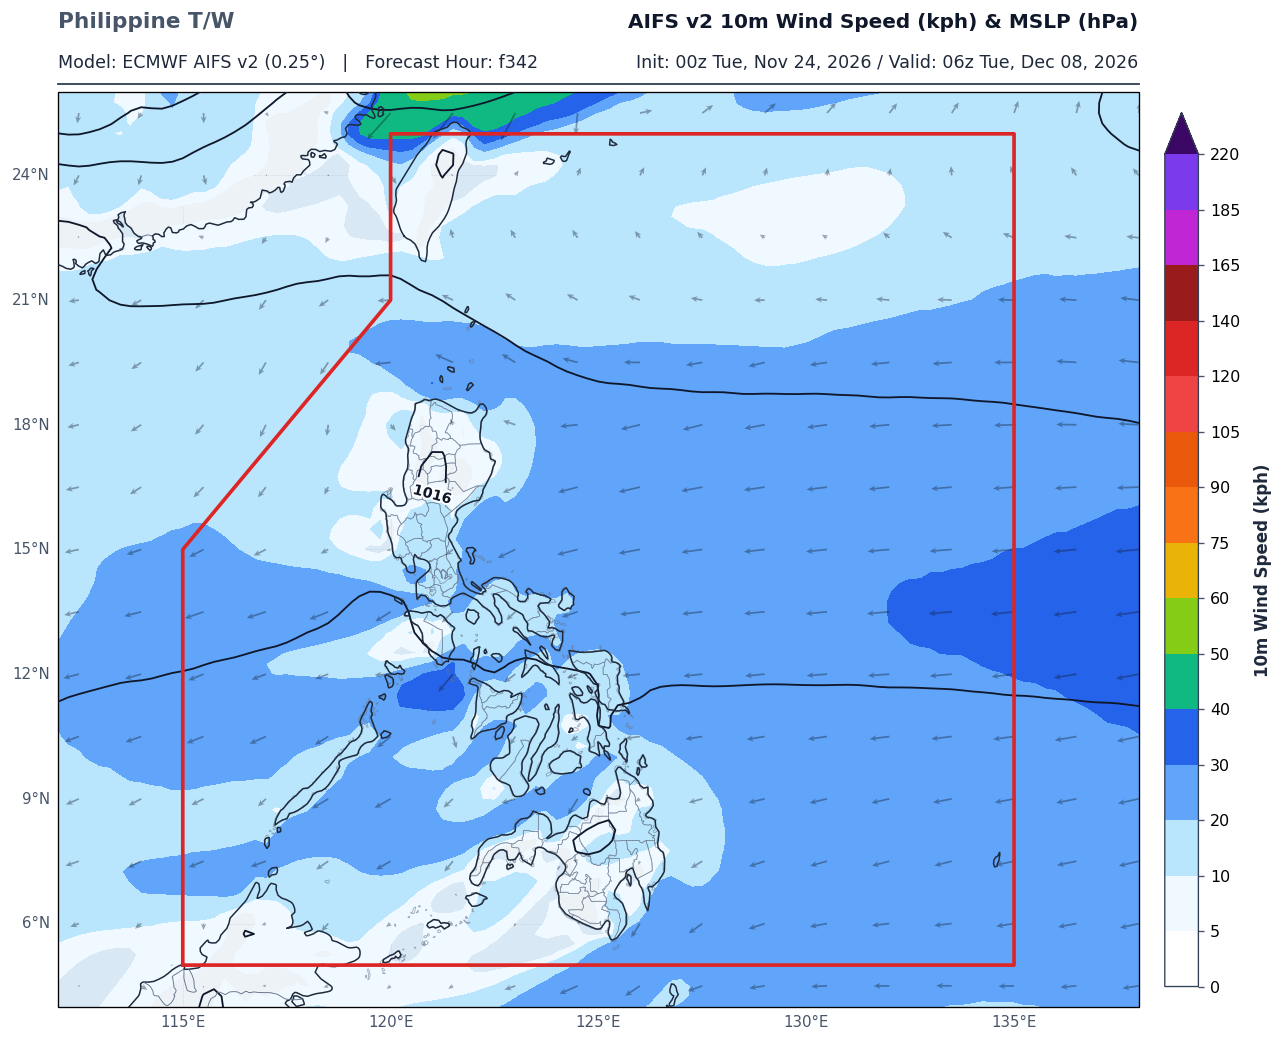 Philippine T/W
AIFS v2 10m Wind Speed (kph) & MSLP (hPa)
Model: ECMWF AIFS v2 (0.25°) | Forecast Hour: f342
Init: 00z Tue, Nov 24, 2026 / Valid: 06z Tue, Dec 08, 2026
24°N
21°N
18°N
15°N
12°N
9°N
6°N
1016
115°E
120°E
125°E
130°E
135°E
220
185
165
140
120
105
90
75
60
50
40
30
20
10
5
0
10m Wind Speed (kph)